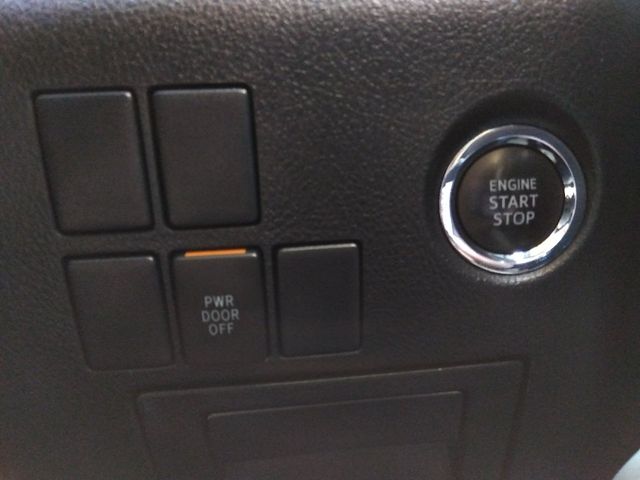 ENGINE
START
STOP
PWR
DOOR
OFF